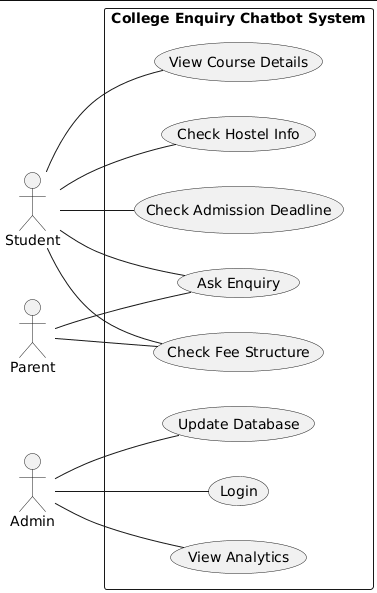 College Enquiry Chatbot System
View Course Details
Check Hostel Info
Check Admission Deadline
Student
Ask Enquiry
Parent
Check Fee Structure
Update Database
Login
Admin
View Analytics